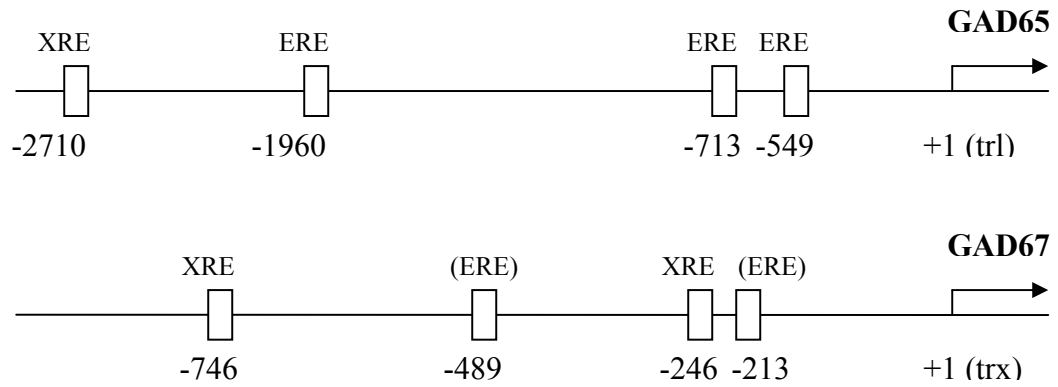 GAD65
XRE ERE ERE ERE
-2710 -1960 -713 -549 +1 (trl)
GAD67
XRE (ERE) XRE (ERE)
-746 -489 -246 -213 +1 (trx)